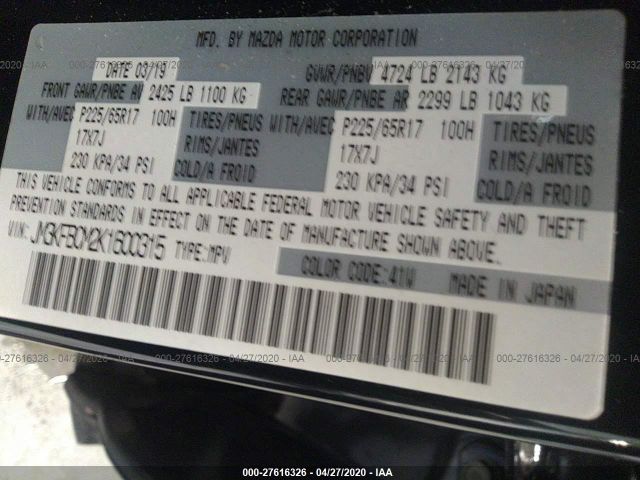 MFD. BY MAZDA MOTOR CORPORATION
DATE 03/19 GVWR/PNBV 4724 LB 2143 KG
FRONT GAWR/PNBE AV 2425 LB 1100 KG REAR GAWR/PNBE AR 2299 LB 1043 KG
WITH/AVEC P225/65R17 100H TIRES/PNEUS WITH/AVEC P225/65R17 100H TIRES/PNEUS
17X7J RIMS/JANTES 17X7J RIMS/JANTES
230 KPA/34 PSI COLD/A FROID 230 KPA/34 PSI COLD/A FROID
THIS VEHICLE CONFORMS TO ALL APPLICABLE FEDERAL MOTOR VEHICLE SAFETY AND THEFT
PREVENTION STANDARDS IN EFFECT ON THE DATE OF MANUFACTURE SHOWN ABOVE.
VIN: JM3KFBCM2K1600315 TYPE:MPV
COLOR CODE:41W MADE IN JAPAN
000-27616326 - 04/27/2020 - IAA